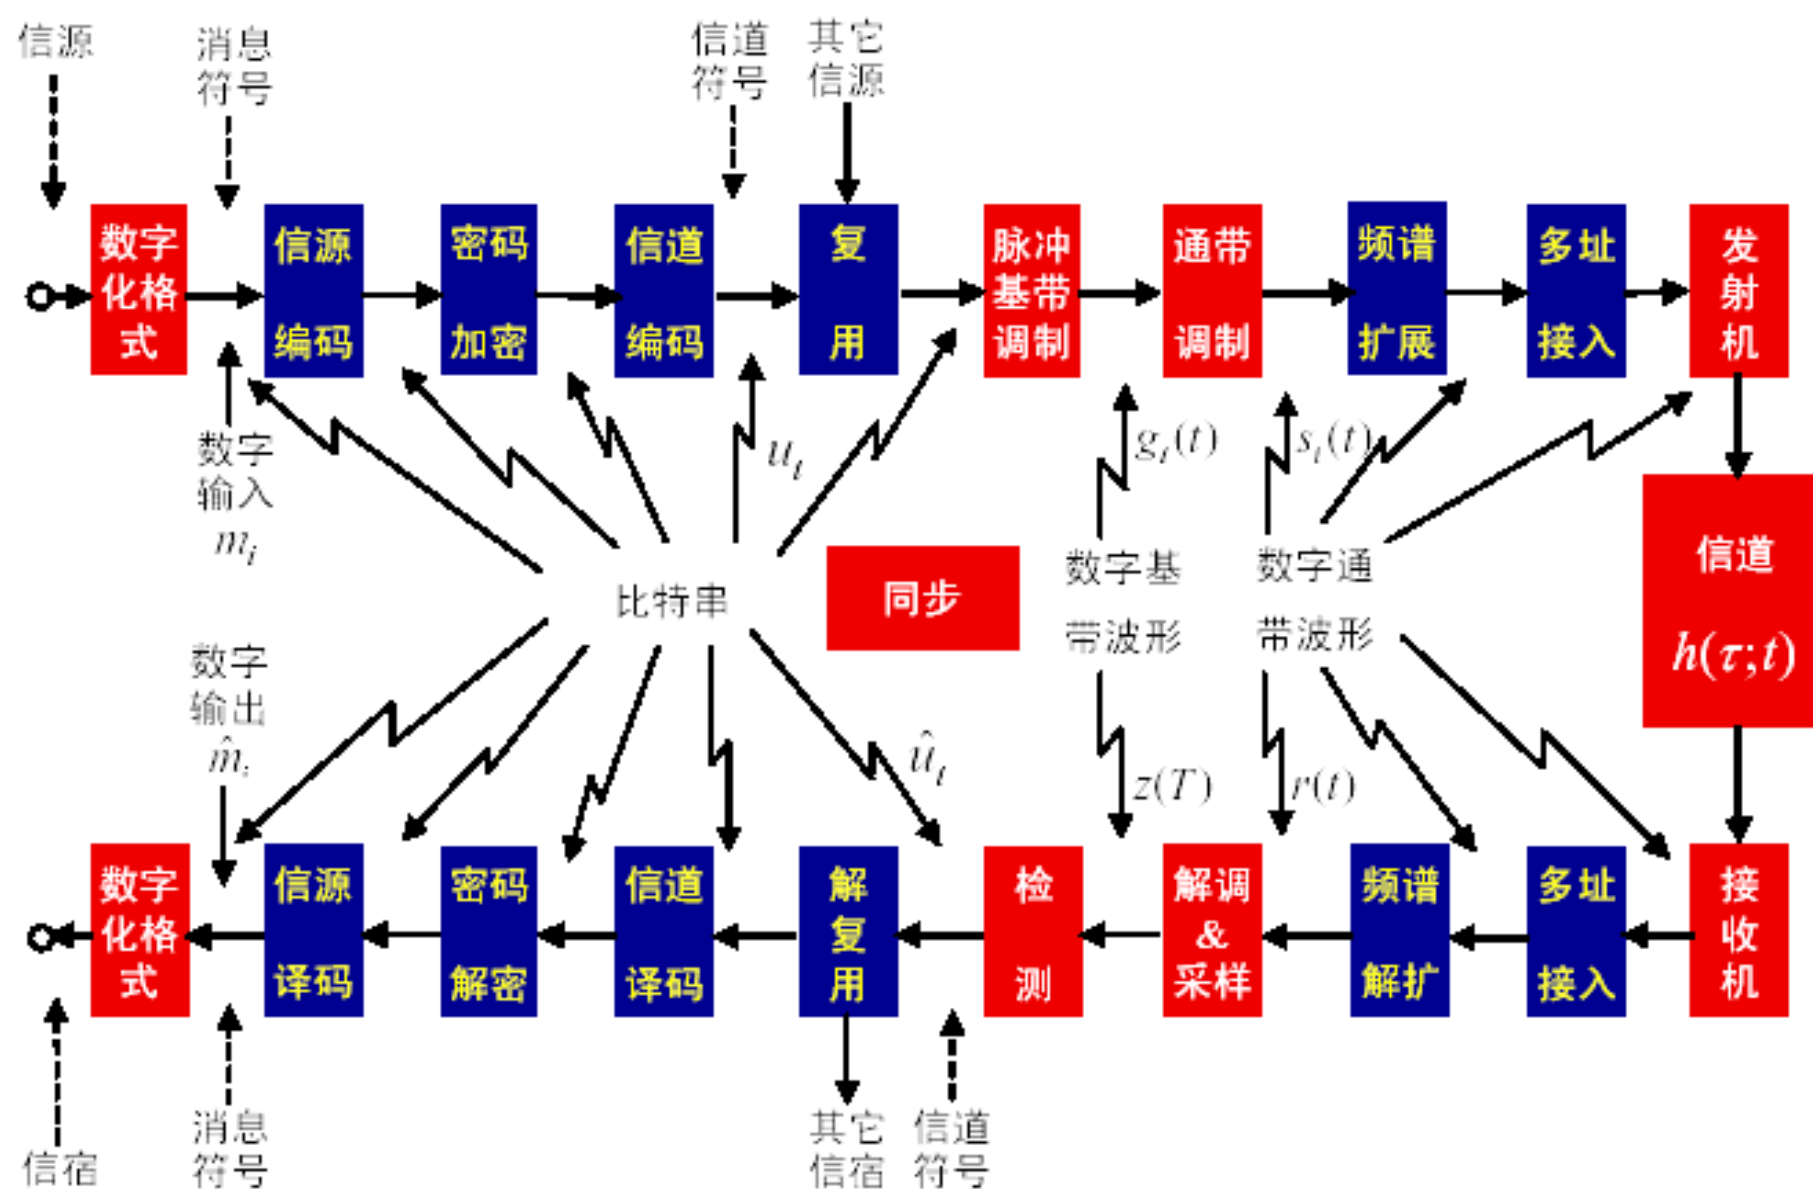 信源
消息
符号
信道
符号
其它
信源
数字
化格
式
信源
编码
密码
加密
信道
编码
复
用
脉冲
基带
调制
通带
调制
频谱
扩展
多址
接入
发
射
机
数字
输入
m_i
u_i
g_i(t)
s_i(t)
比特串
同步
数字基
带波形
数字通
带波形
信道
h(τ;t)
数字
输出
m̂_i
û_i
z(T)
r(t)
数字
化格
式
信源
译码
密码
解密
信道
译码
解
复
用
检
测
解调
&
采样
频谱
解扩
多址
接入
接
收
机
信宿
消息
符号
其它
信宿
信道
符号